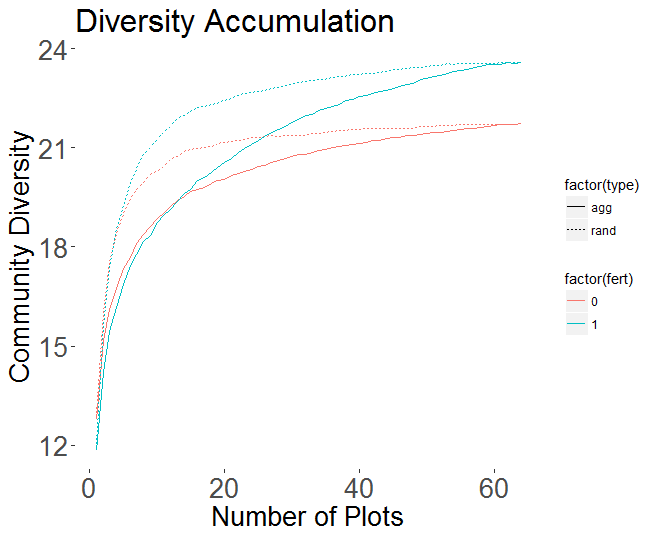 Diversity Accumulation
24
21
18
15
12
Community Diversity
0 20 40 60
Number of Plots
factor(type)
agg
rand
factor(fert)
0
1